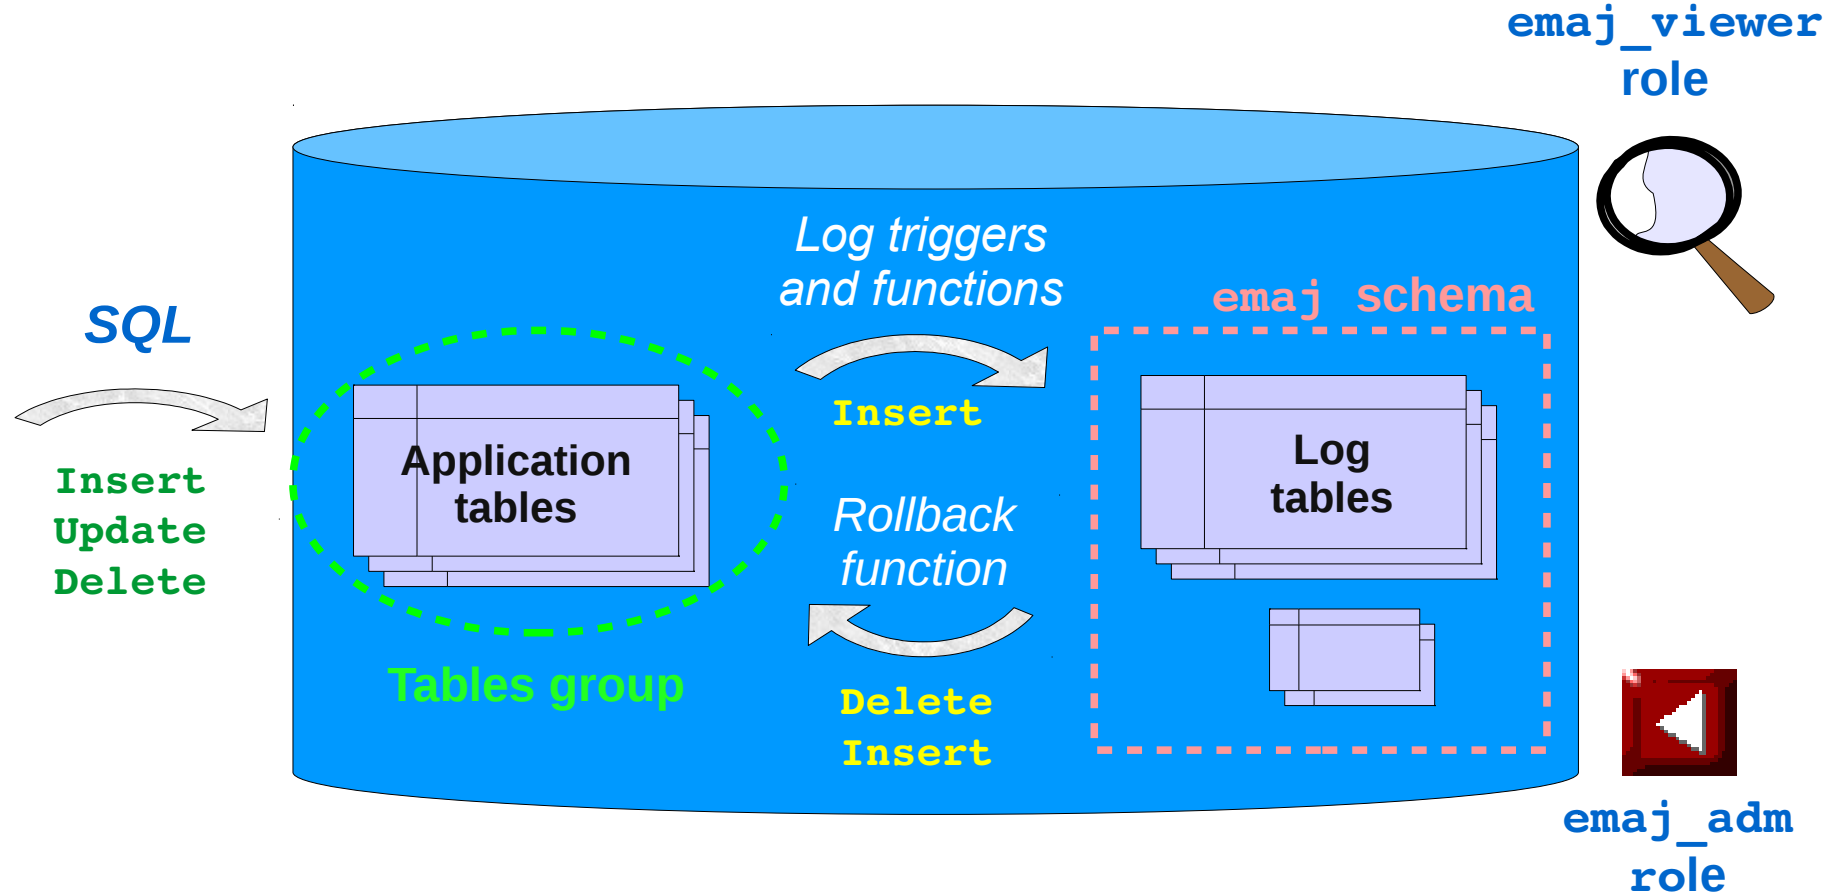 emaj_viewer
role
Log triggers
and functions
emaj schema
SQL
Insert
Application
tables
Log
tables
Insert
Update
Delete
Rollback
function
Tables group
Delete
Insert
emaj_adm
role